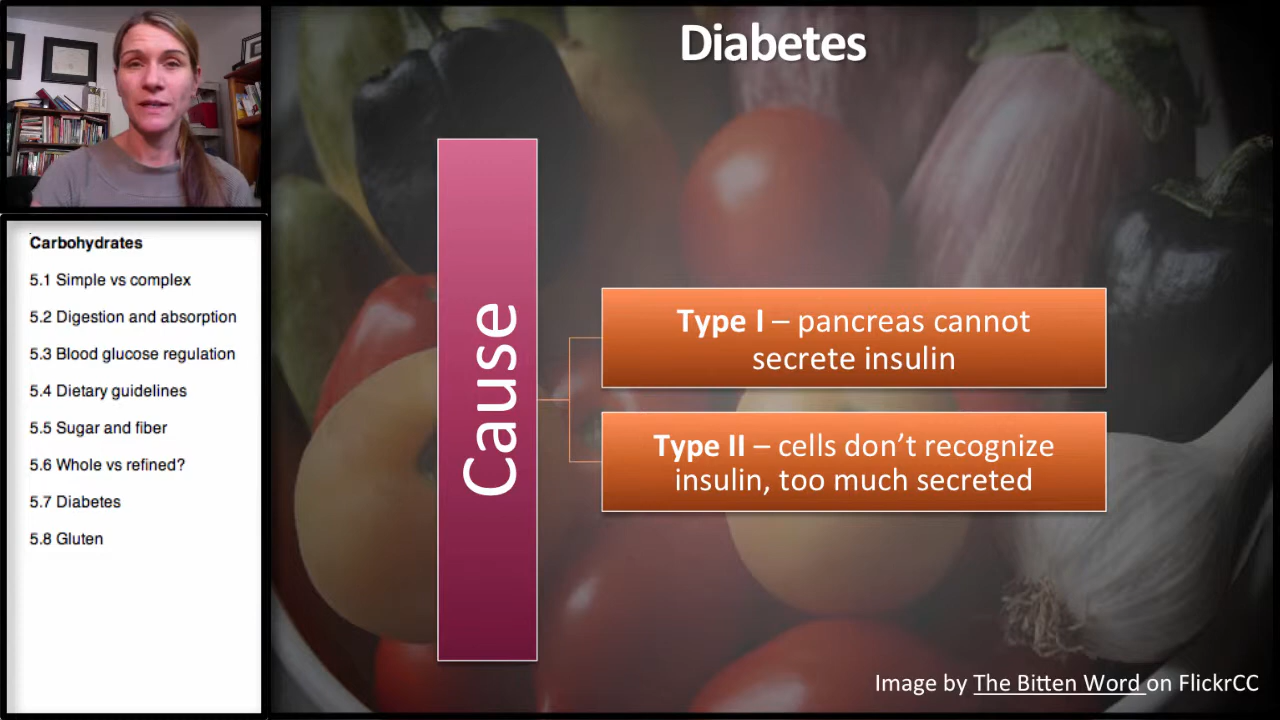 Diabetes
Carbohydrates
5.1 Simple vs complex
5.2 Digestion and absorption
5.3 Blood glucose regulation
5.4 Dietary guidelines
5.5 Sugar and fiber
5.6 Whole vs refined?
5.7 Diabetes
5.8 Gluten
Cause
Type I – pancreas cannot
secrete insulin
Type II – cells don’t recognize
insulin, too much secreted
Image by The Bitten Word on FlickrCC